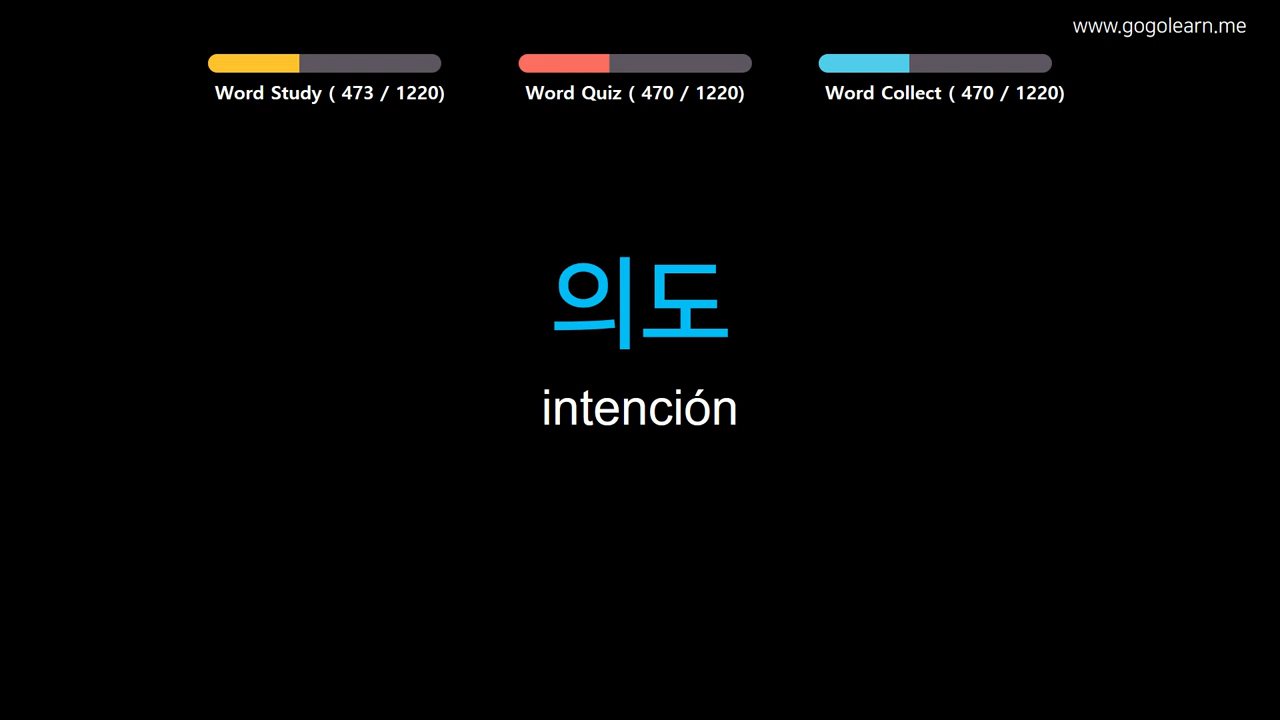 www.gogolearn.me
Word Study ( 473 / 1220)
Word Quiz ( 470 / 1220)
Word Collect ( 470 / 1220)
의도
intención